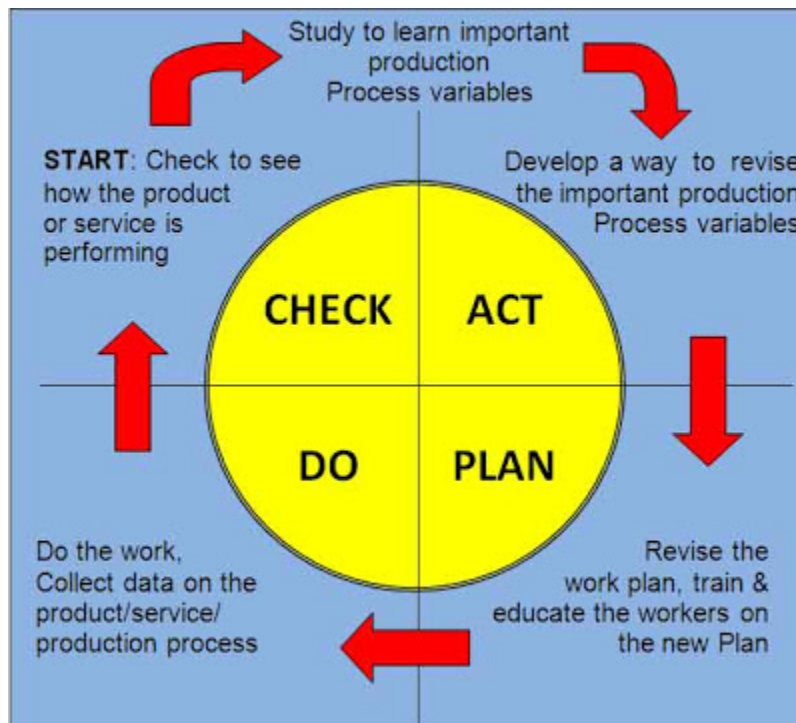 Study to learn important
production
Process variables
START: Check to see
how the product
or service is
performing
Develop a way to revise
the important production
Process variables
CHECK
ACT
DO
PLAN
Do the work,
Collect data on the
product/service/
production process
Revise the
work plan, train &
educate the workers on
the new Plan